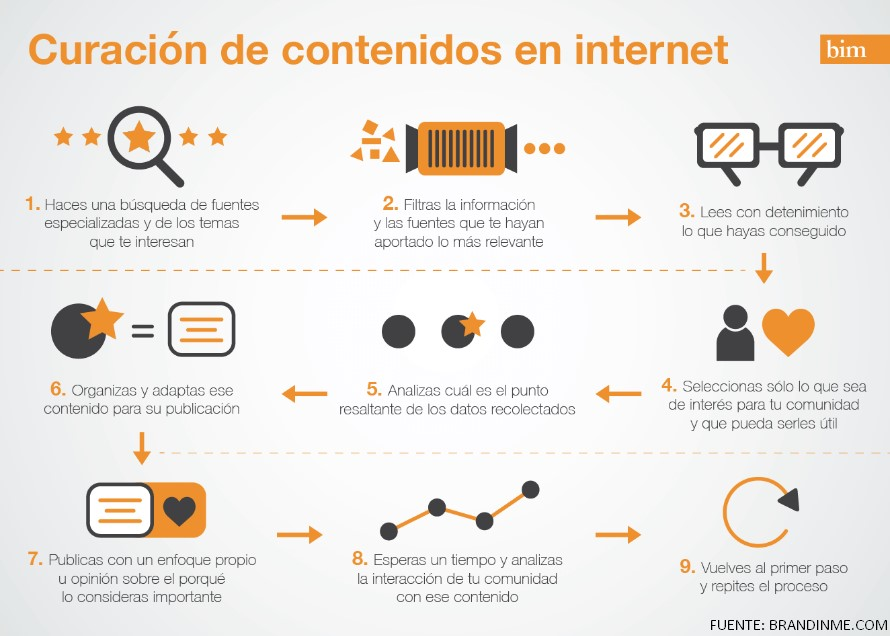 Curación de contenidos en internet
bim
1. Haces una búsqueda de fuentes
especializadas y de los temas
que te interesan
2. Filtras la información
y las fuentes que te hayan
aportado lo más relevante
3. Lees con detenimiento
lo que hayas conseguido
4. Seleccionas sólo lo que sea
de interés para tu comunidad
y que pueda serles útil
5. Analizas cuál es el punto
resaltante de los datos recolectados
6. Organizas y adaptas ese
contenido para su publicación
7. Publicas con un enfoque propio
u opinión sobre el porqué
lo consideras importante
8. Esperas un tiempo y analizas
la interacción de tu comunidad
con ese contenido
9. Vuelves al primer paso
y repites el proceso
FUENTE: BRANDINME.COM